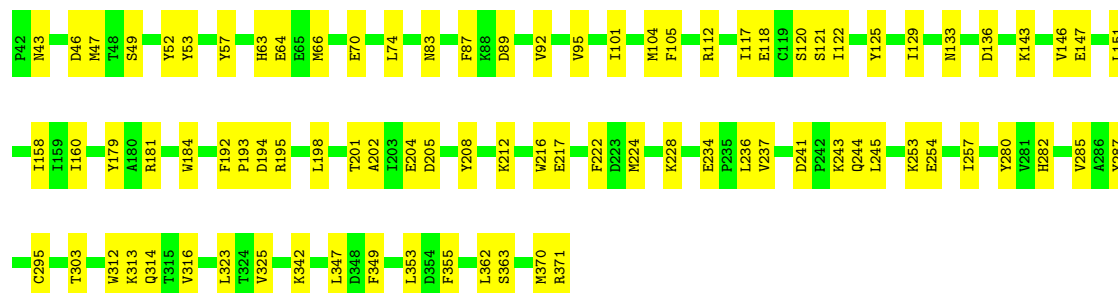 P42 N43 D46 M47 T48 S49 Y52 Y53 Y57 H63 E64 E65 M66 E70 L74 N83 F87 K88 D89 V92 V95 I101 M104 F105 R112 I117 E118 C119 S120 S121 I122 Y125 I129 N133 D136 K143 V146 E147 L151
I158 I159 I160 Y179 A180 R181 W184 F192 P193 D194 R195 L198 T201 A202 I203 E204 D205 Y208 K212 W216 E217 F222 D223 M224 K228 E234 P235 L236 V237 D241 P242 K243 Q244 L245 K253 E254 I257 Y280 V281 H282 V285 A286 Y287
C295 T303 W312 K313 Q314 T315 V316 L323 T324 V325 K342 L347 D348 F349 L353 D354 F355 L362 S363 M370 R371